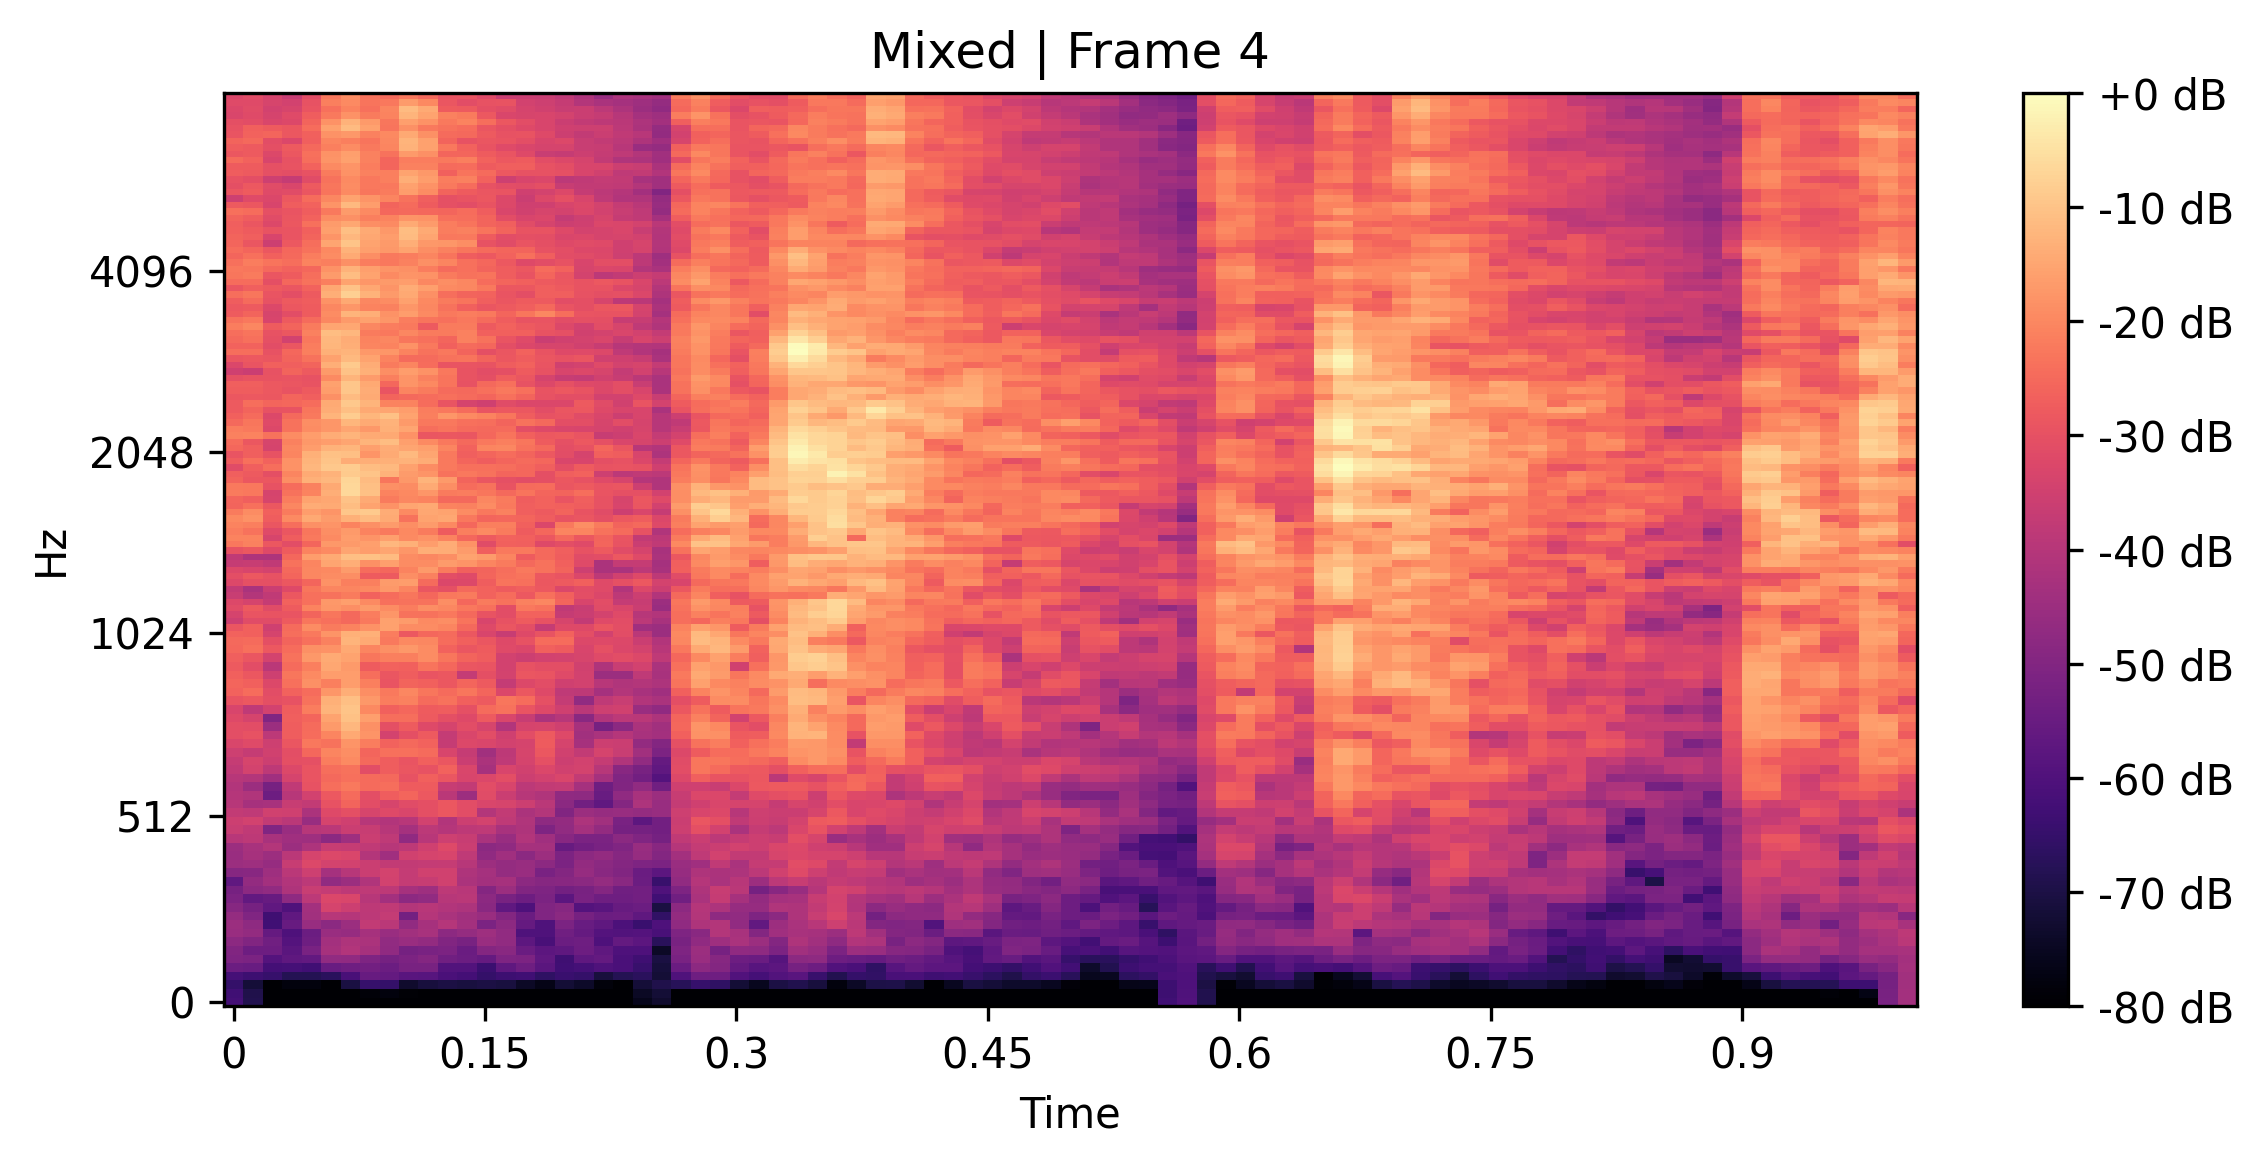 Mixed | Frame 4
+0 dB
-10 dB
-20 dB
-30 dB
-40 dB
-50 dB
-60 dB
-70 dB
-80 dB
Hz
4096
2048
1024
512
0
0 0.15 0.3 0.45 0.6 0.75 0.9
Time